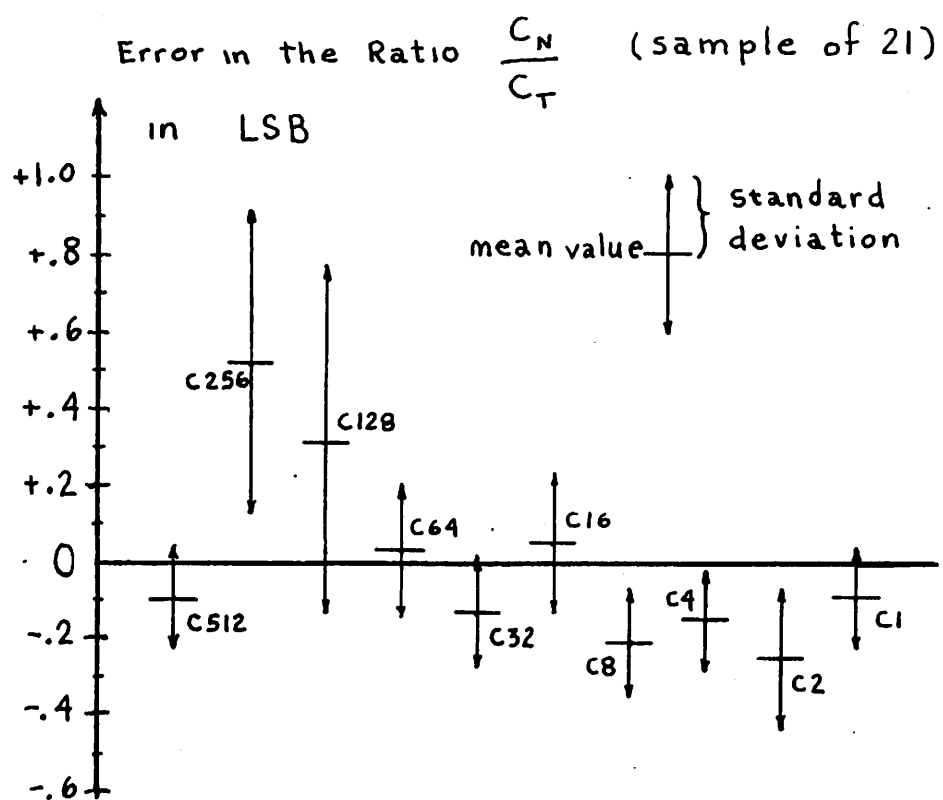 Error in the Ratio C_N / C_T (sample of 21)
in LSB
+1.0
+.8
+.6
+.4
+.2
0
-.2
-.4
-.6
mean value
standard
deviation
C512
C256
C128
C64
C32
C16
C8
C4
C2
C1